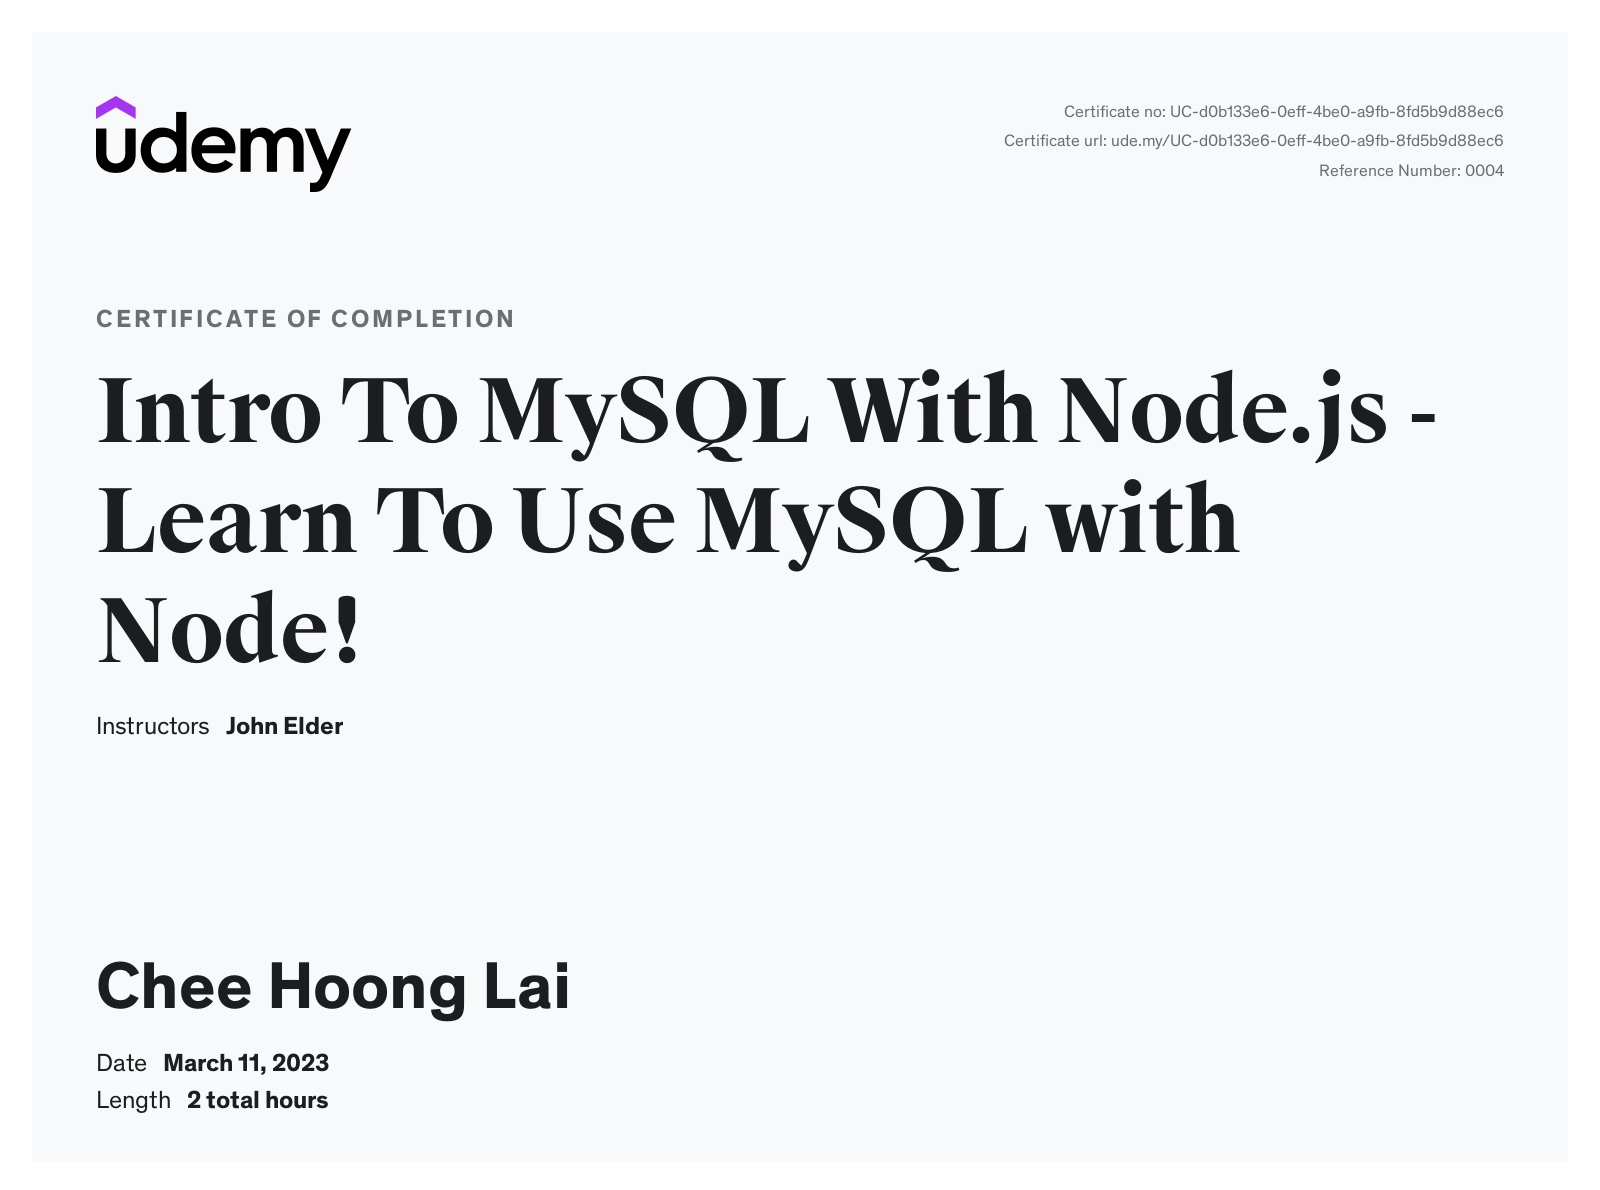 udemy
Certificate no: UC-d0b133e6-0eff-4be0-a9fb-8fd5b9d88ec6
Certificate url: ude.my/UC-d0b133e6-0eff-4be0-a9fb-8fd5b9d88ec6
Reference Number: 0004
CERTIFICATE OF COMPLETION
Intro To MySQL With Node.js -
Learn To Use MySQL with
Node!
Instructors John Elder
Chee Hoong Lai
Date March 11, 2023
Length 2 total hours